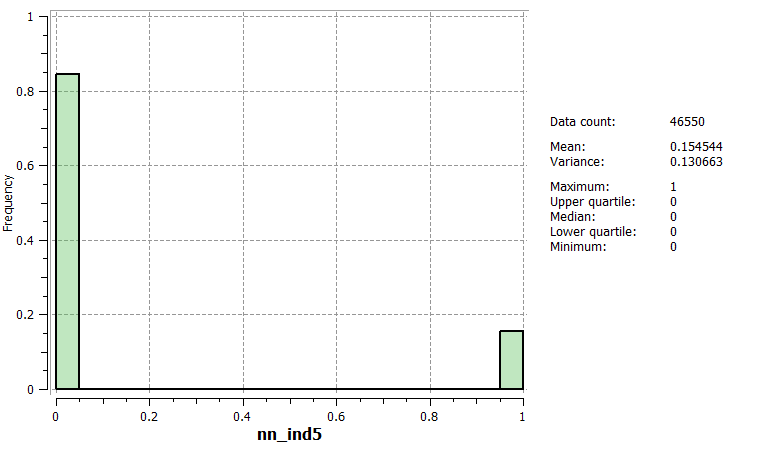 1
0.8
0.6
0.4
0.2
0
Frequency
0 0.2 0.4 0.6 0.8 1
nn_ind5
Data count: 46550
Mean: 0.154544
Variance: 0.130663
Maximum: 1
Upper quartile: 0
Median: 0
Lower quartile: 0
Minimum: 0